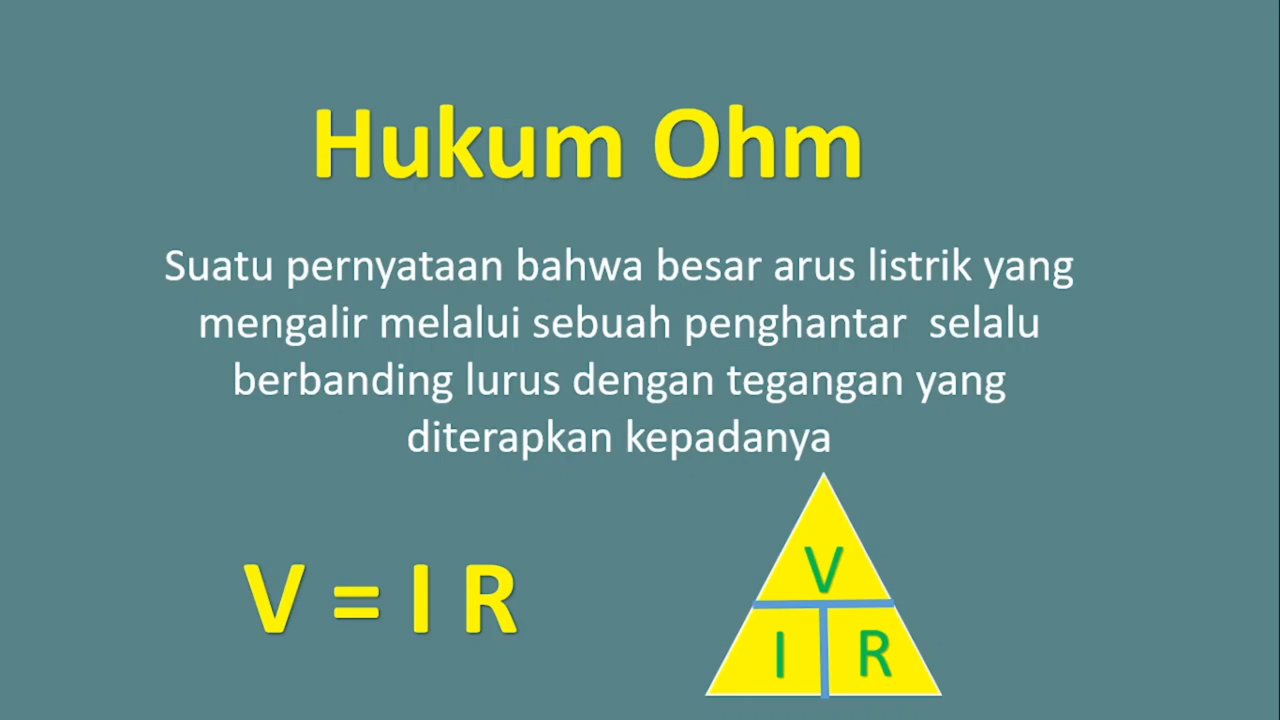 Hukum Ohm
Suatu pernyataan bahwa besar arus listrik yang
mengalir melalui sebuah penghantar  selalu
berbanding lurus dengan tegangan yang
diterapkan kepadanya
V = I R
V
I R